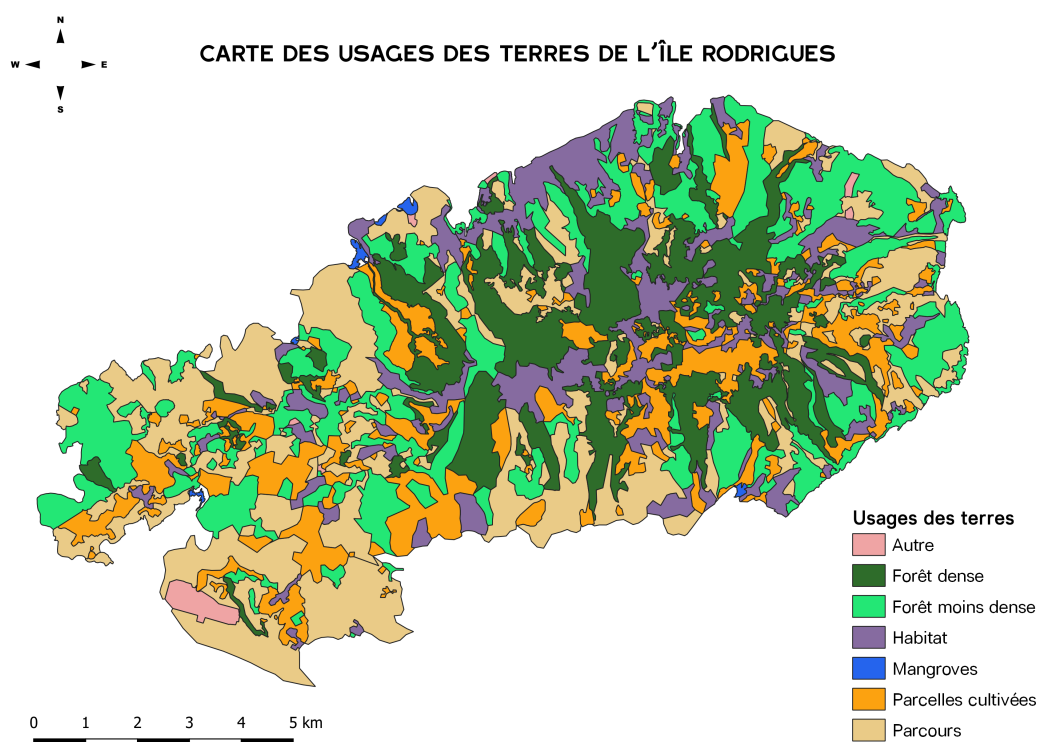 N
W E
S
CARTE DES USAGES DES TERRES DE L'ÎLE RODRIGUES
Usages des terres
Autre
Forêt dense
Forêt moins dense
Habitat
Mangroves
Parcelles cultivées
Parcours
0 1 2 3 4 5 km